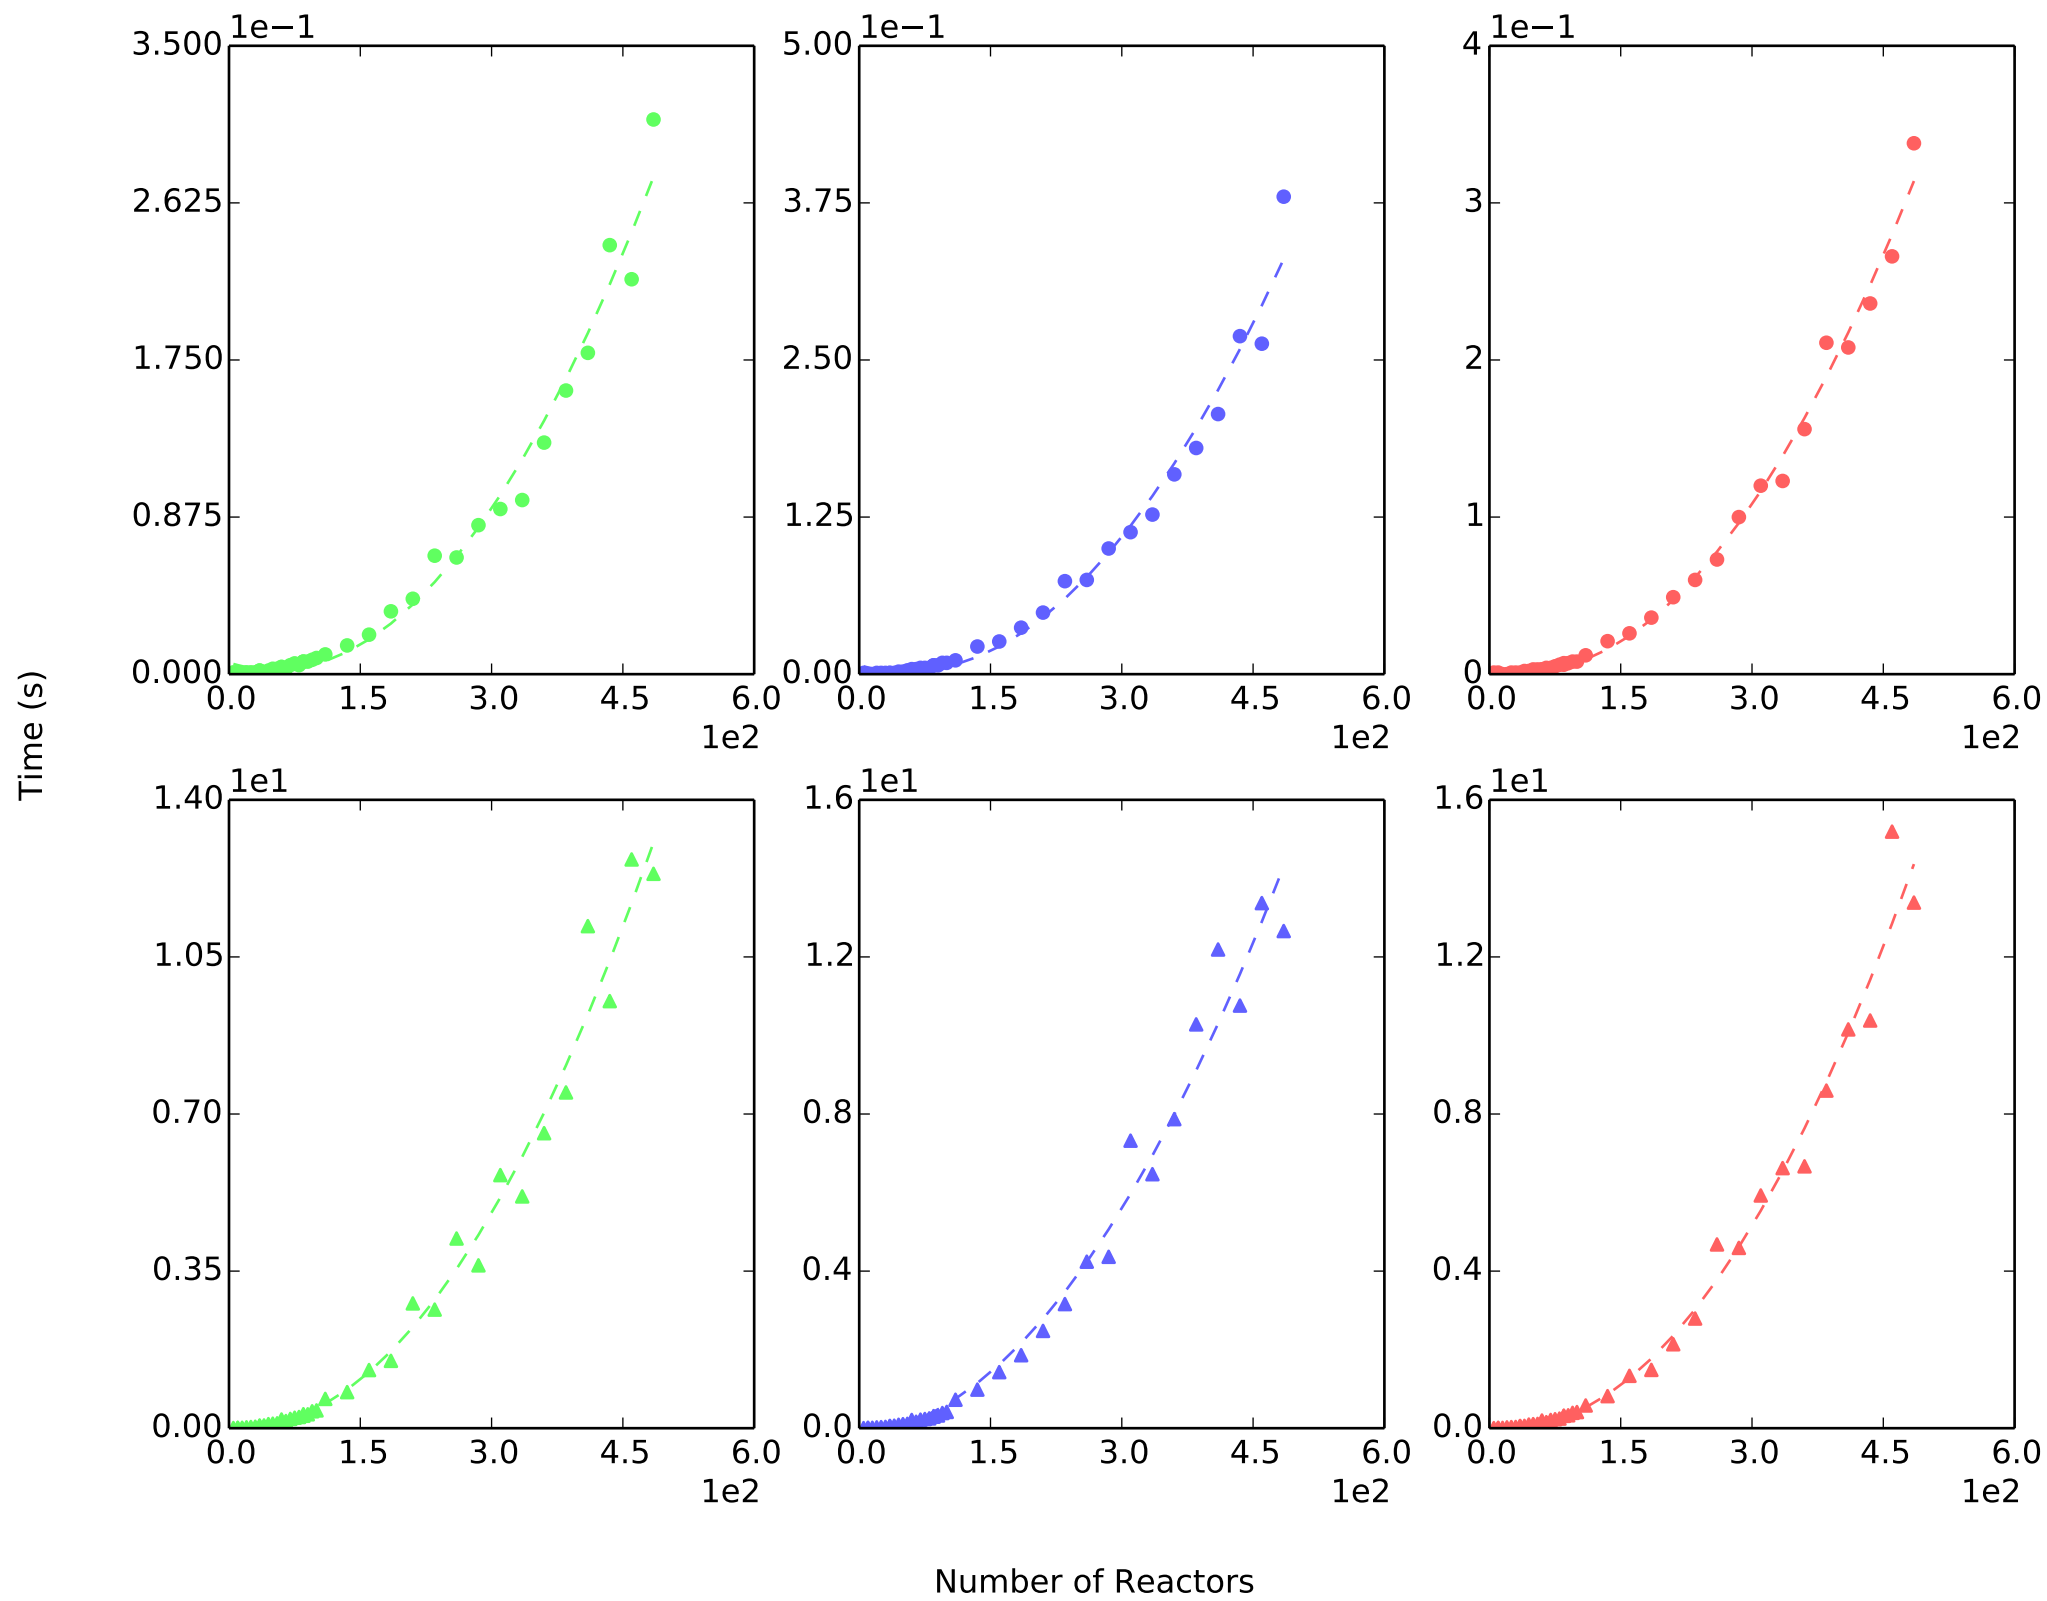 1e−1 1e−1 1e−1
3.500 5.00 4
2.625 3.75 3
1.750 2.50 2
0.875 1.25 1
0.000 0.00 0
0.0 1.5 3.0 4.5 6.0 0.0 1.5 3.0 4.5 6.0 0.0 1.5 3.0 4.5 6.0
1e2 1e2 1e2
Time (s)
1e1 1e1 1e1
1.40 1.6 1.6
1.05 1.2 1.2
0.70 0.8 0.8
0.35 0.4 0.4
0.00 0.0 0.0
0.0 1.5 3.0 4.5 6.0 0.0 1.5 3.0 4.5 6.0 0.0 1.5 3.0 4.5 6.0
1e2 1e2 1e2
Number of Reactors